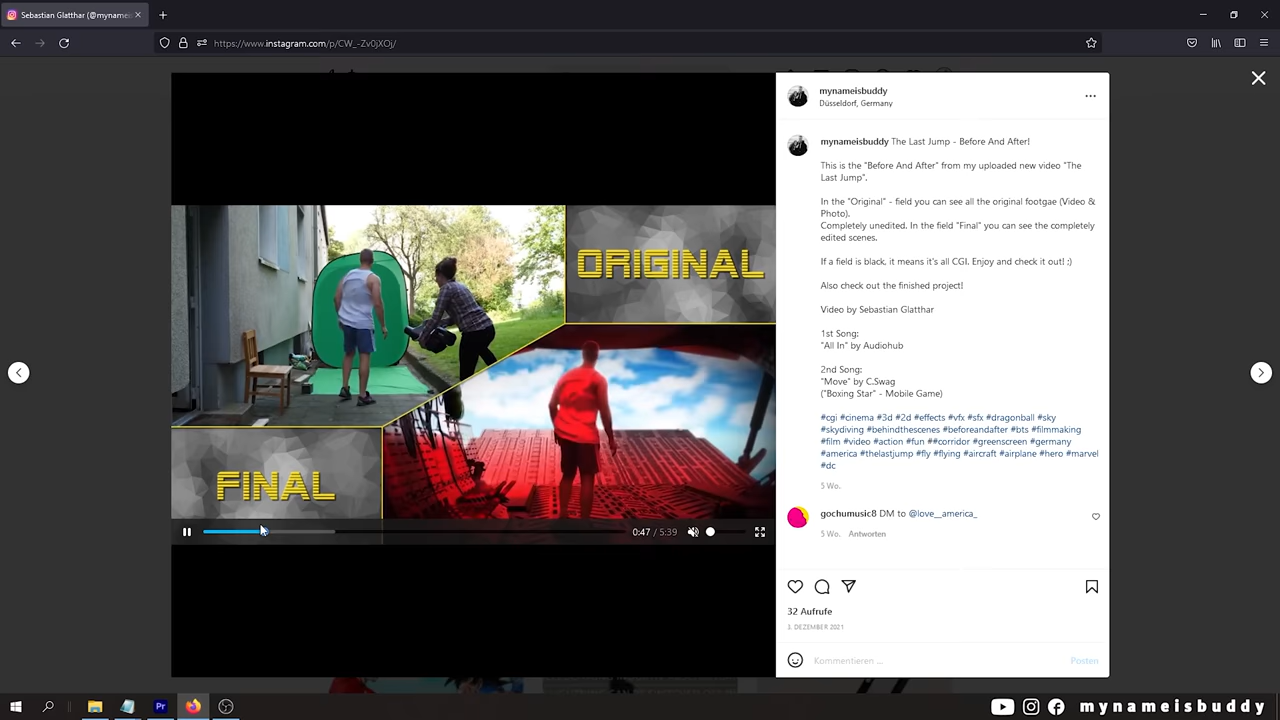 Sebastian Glatthar (@myname
https://www.instagram.com/p/CW_-Zv0jXOj/
mynameisbuddy
Düsseldorf, Germany
mynameisbuddy The Last Jump - Before And After!
This is the "Before And After" from my uploaded new video "The
Last Jump".
In the "Original" - field you can see all the original footgae (Video &
Photo).
Completely unedited. In the field "Final" you can see the completely
edited scenes.
If a field is black, it means it's all CGI. Enjoy and check it out! :)
Also check out the finished project!
Video by Sebastian Glatthar
1st Song:
"All In" by Audiohub
2nd Song:
"Move" by C.Swag
("Boxing Star" - Mobile Game)
#cgi #cinema #3d #2d #effects #vfx #sfx #dragonball #sky
#skydiving #behindthescenes #beforeandafter #bts #filmmaking
#film #video #action #fun ##corridor #greenscreen #germany
#america #thelastjump #fly #flying #aircraft #airplane #hero #marvel
#dc
5 Wo.
gochumusic8 DM to @love__america_
5 Wo. Antworten
ORIGINAL
FINAL
0:47 / 5:39
32 Aufrufe
3. DEZEMBER 2021
Kommentieren ...
Posten
Pr
mynameisbuddy